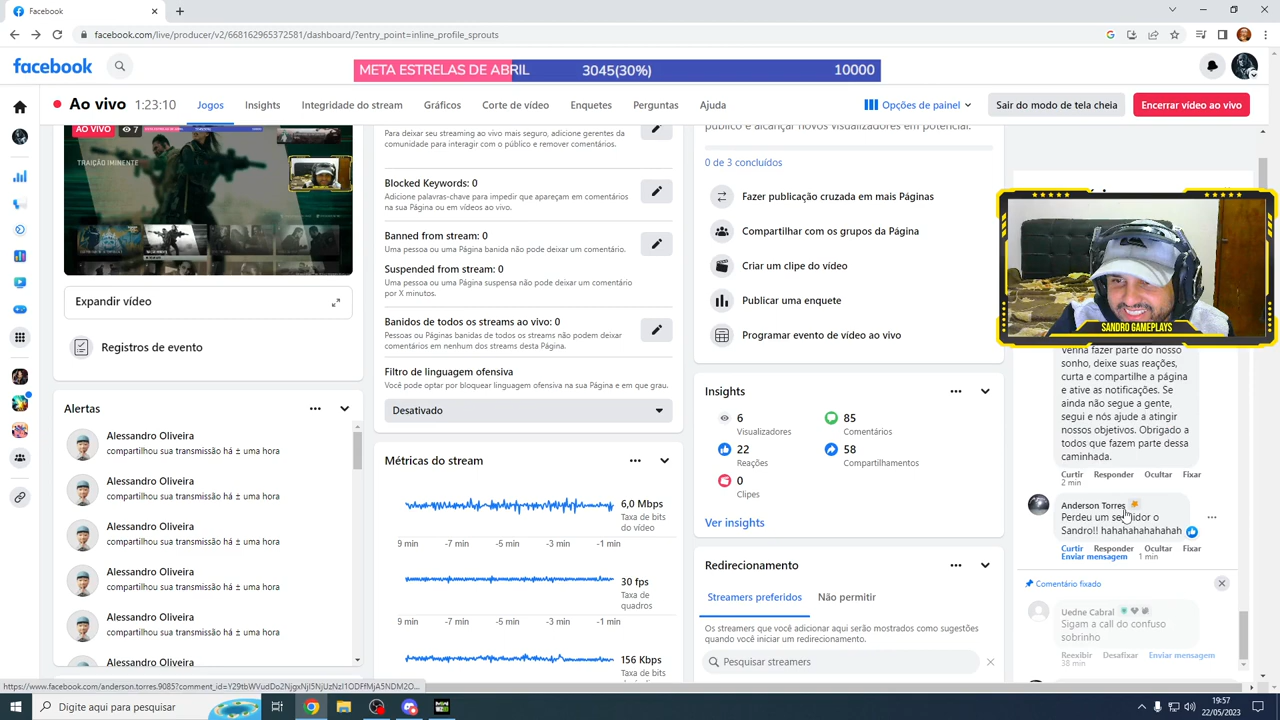 Facebook
facebook.com/live/producer/v2/668162965372581/dashboard/?entry_point=inline_profile_sprouts
facebook
META ESTRELAS DE ABRIL 3045(30%) 10000
Ao vivo 1:23:10 Jogos Insights Integridade do stream Gráficos Corte de vídeo Enquetes Perguntas Ajuda Opções de painel Sair do modo de tela cheia Encerrar vídeo ao vivo
AO VIVO 7
TRAIÇÃO IMINENTE
Expandir vídeo
Registros de evento
Alertas
Alessandro Oliveira
compartilhou sua transmissão há ± uma hora
Alessandro Oliveira
compartilhou sua transmissão há ± uma hora
Alessandro Oliveira
compartilhou sua transmissão há ± uma hora
Alessandro Oliveira
compartilhou sua transmissão há ± uma hora
Alessandro Oliveira
compartilhou sua transmissão há ± uma hora
Alessandro Oliveira
Para deixar seu streaming ao vivo mais seguro, adicione gerentes da
comunidade para interagir com o público e remover comentários.
Blocked Keywords: 0
Adicione palavras-chave para impedir que apareçam em comentários
na sua Página ou em vídeos ao vivo.
Banned from stream: 0
Uma pessoa ou uma Página banida não pode deixar um comentário.
Suspended from stream: 0
Uma pessoa ou uma Página suspensa não pode deixar um comentário
por X minutos.
Banidos de todos os streams ao vivo: 0
Pessoas ou Páginas banidas de todos os streams não podem deixar
comentários em nenhum dos streams desta Página.
Filtro de linguagem ofensiva
Você pode optar por bloquear linguagem ofensiva na sua Página e em que grau.
Desativado
Métricas do stream
6,0 Mbps
Taxa de bits
do vídeo
9 min -7 min -5 min -3 min -1 min
30 fps
Taxa de
quadros
9 min -7 min -5 min -3 min -1 min
156 Kbps
público e alcançar novos visualizadores em potencial.
0 de 3 concluídos
Fazer publicação cruzada em mais Páginas
Compartilhar com os grupos da Página
Criar um clipe do vídeo
Publicar uma enquete
Programar evento de vídeo ao vivo
Insights
6 85
Visualizadores Comentários
22 58
Reações Compartilhamentos
0
Clipes
Ver insights
Redirecionamento
Streamers preferidos Não permitir
Os streamers que você adicionar aqui serão mostrados como sugestões
quando você iniciar um redirecionamento.
Pesquisar streamers
SANDRO GAMEPLAYS
Venha fazer parte do nosso
sonho, deixe suas reações,
curta e compartilhe a página
e ative as notificações. Se
ainda não segue a gente,
segui e nós ajude a atingir
nossos objetivos. Obrigado a
todos que fazem parte dessa
caminhada.
Curtir Responder Ocultar Fixar
2 min
Anderson Torres
Perdeu um seguidor o
Sandro!! hahahahahahahah
Curtir Responder Ocultar Fixar
Enviar mensagem 1 min
Comentário fixado
Uedne Cabral
Sigam a call do confuso
sobrinho
Reexibir Desafixar Enviar mensagem
38 min
Digite aqui para pesquisar
19:57
22/05/2023